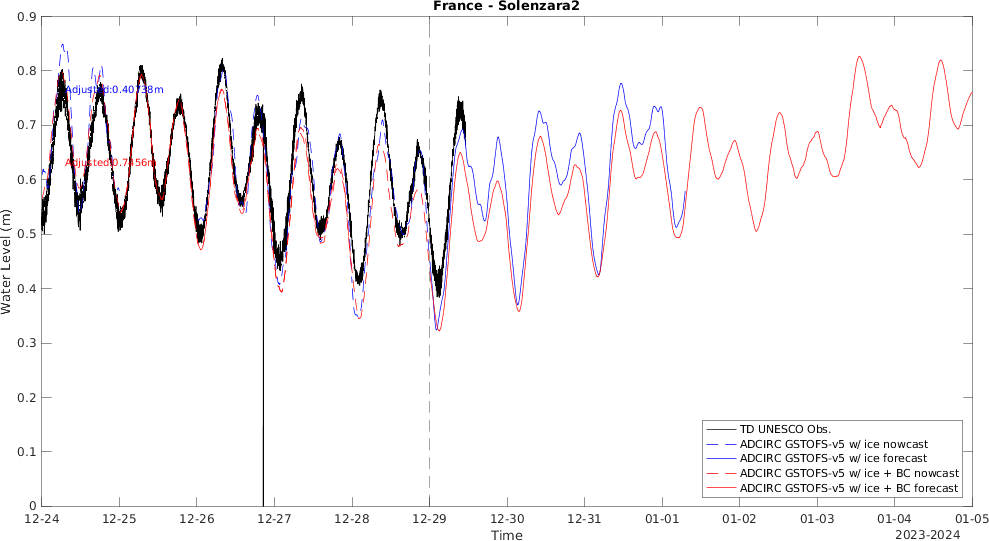 France - Solenzara2
0.9
0.8
0.7
0.6
0.5
0.4
0.3
0.2
0.1
0
Water Level (m)
Adjusted:0.40738m
TD UNESCO Obs.
ADCIRC GSTOFS-v5 w/ ice nowcast
ADCIRC GSTOFS-v5 w/ ice forecast
ADCIRC GSTOFS-v5 w/ ice + BC nowcast
ADCIRC GSTOFS-v5 w/ ice + BC forecast
12-24 12-25 12-26 12-27 12-28 12-29 12-30 12-31 01-01 01-02 01-03 01-04 01-05
Time
2023-2024